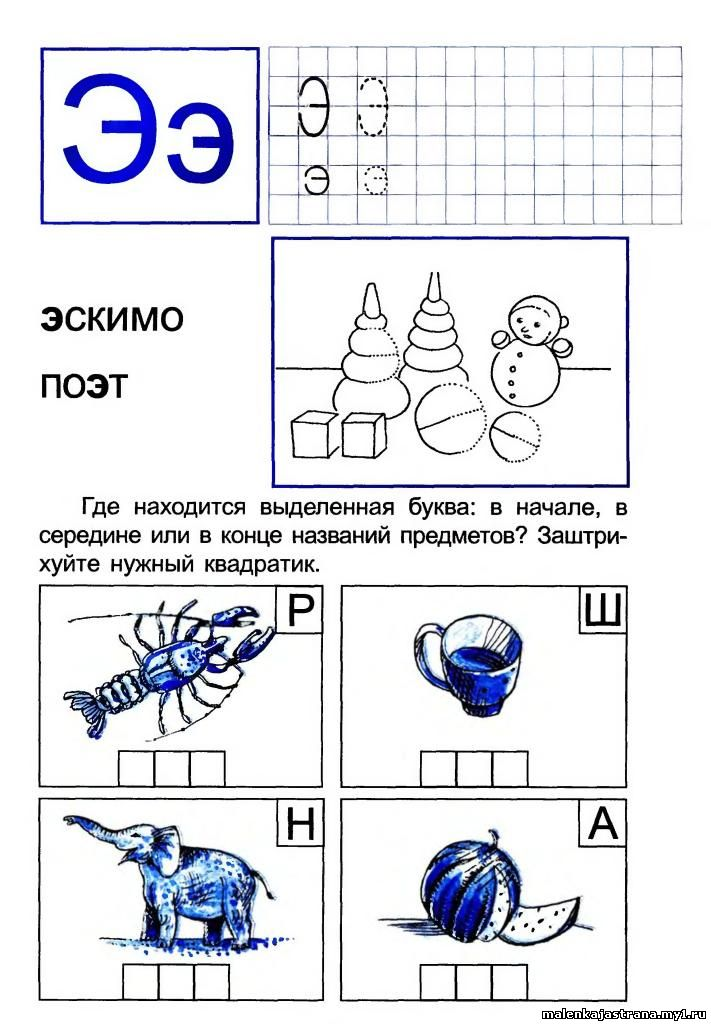 Ээ
Э Э
э э
эскимо
поэт
Где находится выделенная буква: в начале, в
середине или в конце названий предметов? Заштри-
хуйте нужный квадратик.
Р
Ш
Н
А
malenkajastrana.my1.ru